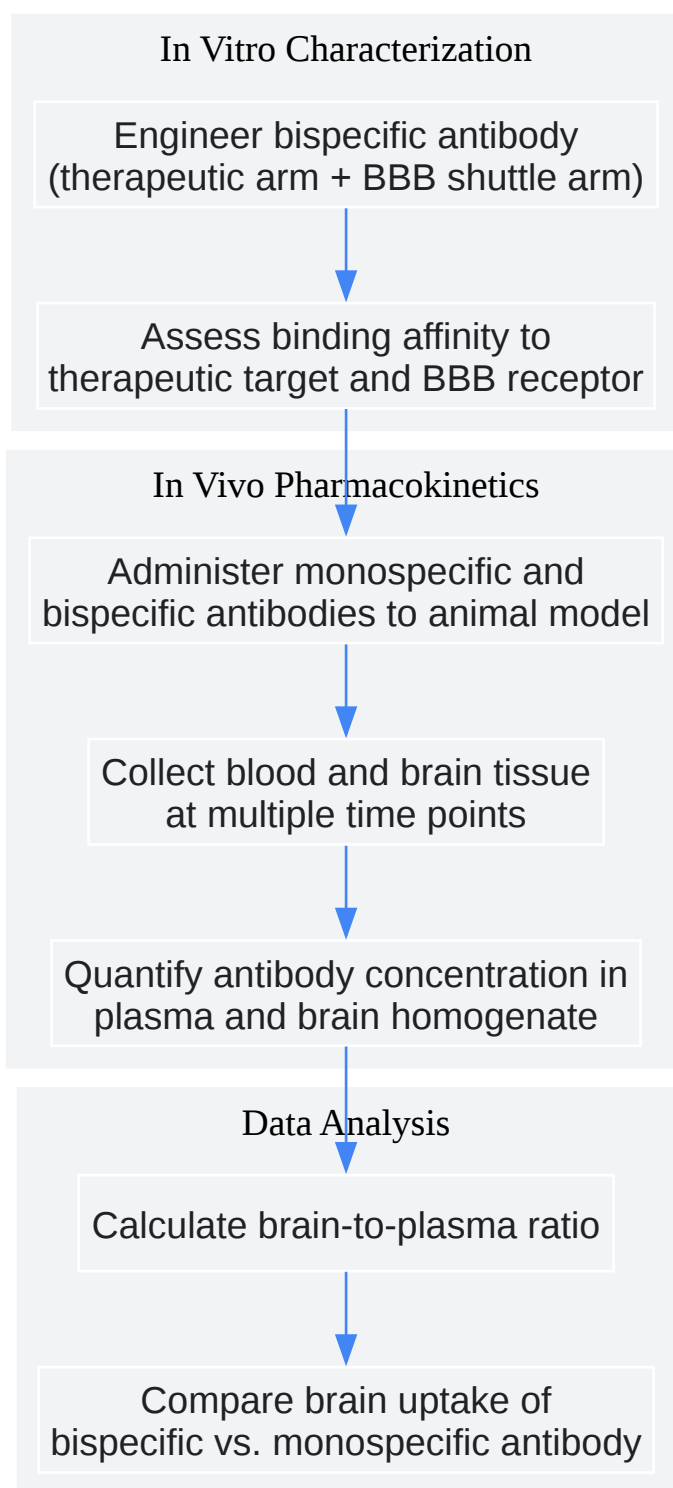 In Vitro Characterization
Engineer bispecific antibody
(therapeutic arm + BBB shuttle arm)
Assess binding affinity to
therapeutic target and BBB receptor
In Vivo Pharmacokinetics
Administer monospecific and
bispecific antibodies to animal model
Collect blood and brain tissue
at multiple time points
Quantify antibody concentration in
plasma and brain homogenate
Data Analysis
Calculate brain-to-plasma ratio
Compare brain uptake of
bispecific vs. monospecific antibody